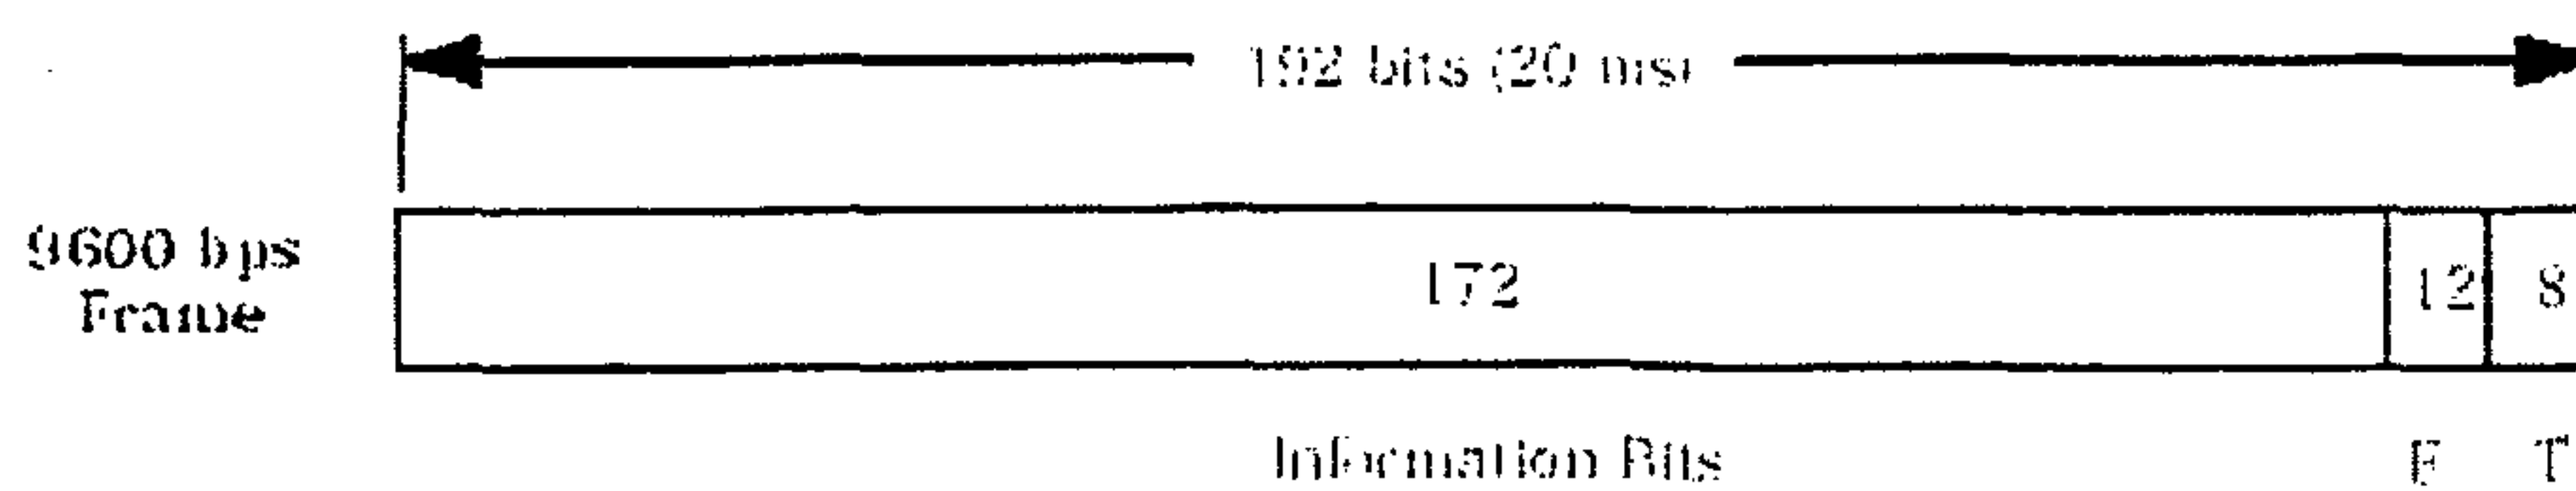 192 bits (20 ms)
9600 bps
Frame
172
12
8
Information Bits
F
T